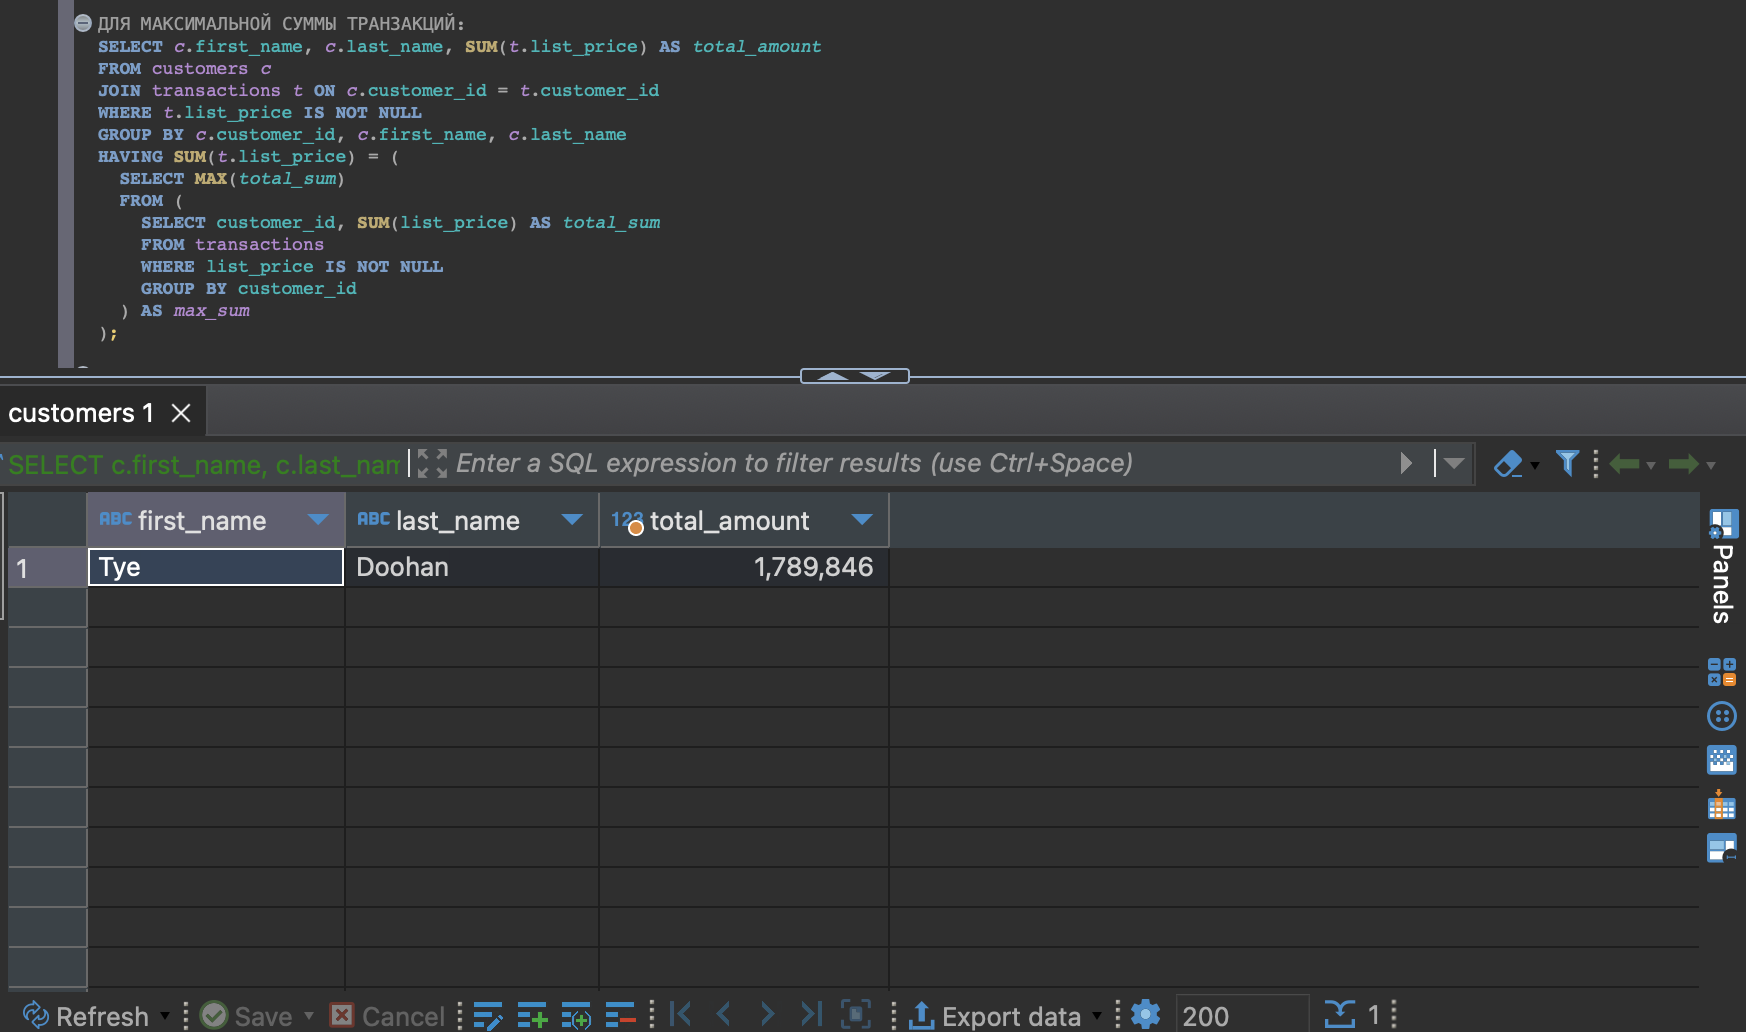 ДЛЯ МАКСИМАЛЬНОЙ СУММЫ ТРАНЗАКЦИЙ:
SELECT c.first_name, c.last_name, SUM(t.list_price) AS total_amount
FROM customers c
JOIN transactions t ON c.customer_id = t.customer_id
WHERE t.list_price IS NOT NULL
GROUP BY c.customer_id, c.first_name, c.last_name
HAVING SUM(t.list_price) = (
SELECT MAX(total_sum)
FROM (
SELECT customer_id, SUM(list_price) AS total_sum
FROM transactions
WHERE list_price IS NOT NULL
GROUP BY customer_id
) AS max_sum
);
customers 1
SELECT c.first_name, c.last_nam
Enter a SQL expression to filter results (use Ctrl+Space)
ABC first_name ABC last_name 123 total_amount
1 Tye Doohan 1,789,846
Panels
Refresh Save Cancel Export data 200 1